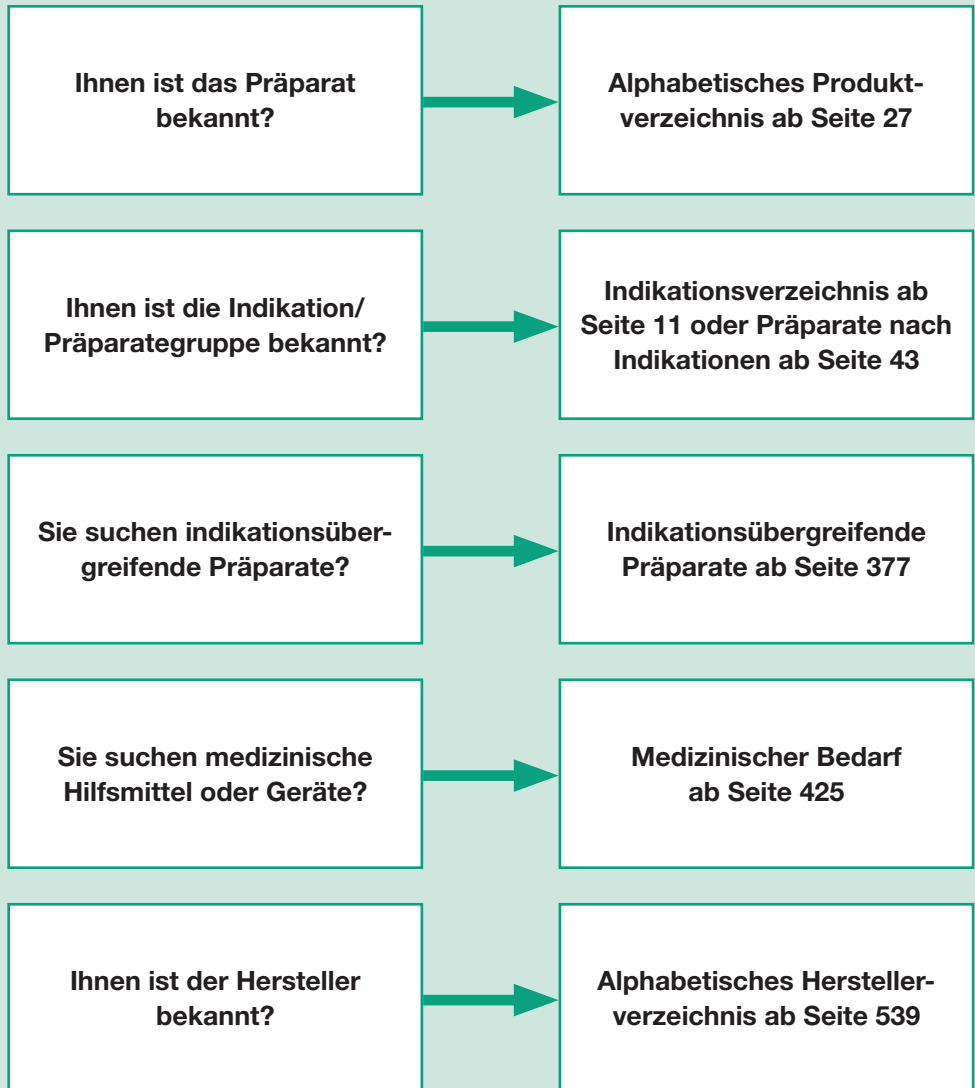 Ihnen ist das Präparat
bekannt?
Alphabetisches Produkt-
verzeichnis ab Seite 27
Ihnen ist die Indikation/
Präparategruppe bekannt?
Indikationsverzeichnis ab
Seite 11 oder Präparate nach
Indikationen ab Seite 43
Sie suchen indikationsüber-
greifende Präparate?
Indikationsübergreifende
Präparate ab Seite 377
Sie suchen medizinische
Hilfsmittel oder Geräte?
Medizinischer Bedarf
ab Seite 425
Ihnen ist der Hersteller
bekannt?
Alphabetisches Hersteller-
verzeichnis ab Seite 539